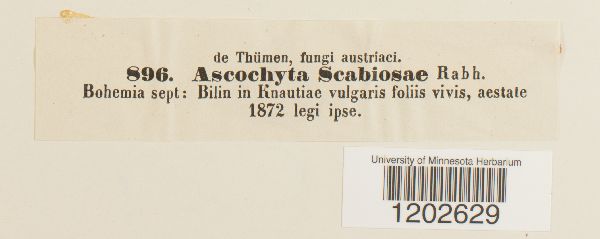 de Thümen, fungi austriaci.
896. Ascochyta Scabiosae Rabh.
Bohemia sept: Bilin in Knautiae vulgaris foliis vivis, aestate
1872 legi ipse.
University of Minnesota Herbarium
1202629